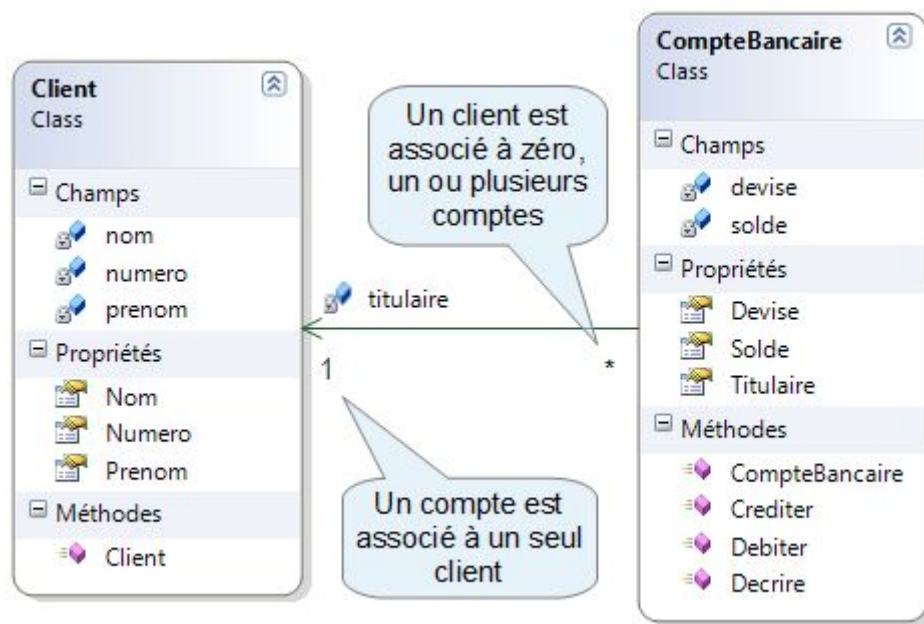 Client
Class
Champs
nom
numero
prenom
Propriétés
Nom
Numero
Prenom
Méthodes
Client
Un client est
associé à zéro,
un ou plusieurs
comptes
titulaire
1
*
Un compte est
associé à un seul
client
CompteBancaire
Class
Champs
devise
solde
Propriétés
Devise
Solde
Titulaire
Méthodes
CompteBancaire
Crediter
Debiter
Decrire